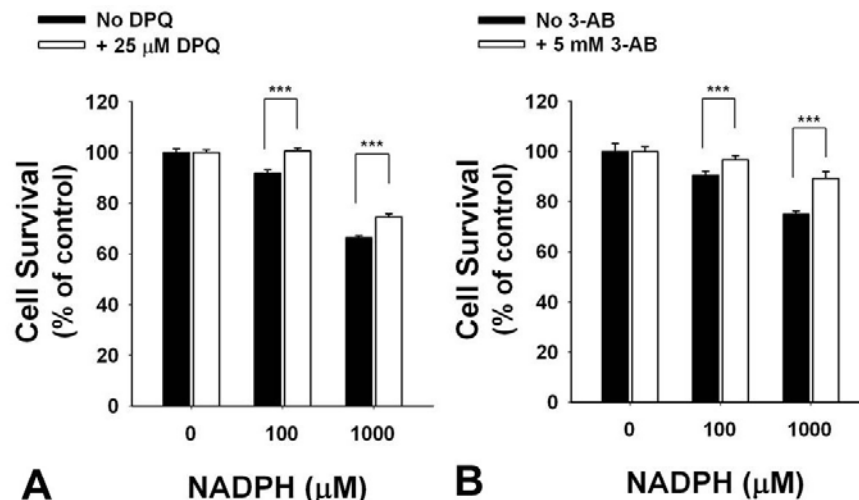 No DPQ
+ 25 μM DPQ
Cell Survival
(% of control)
120
100
80
60
40
20
0
***
***
0 100 1000
A NADPH (μM)
No 3-AB
+ 5 mM 3-AB
Cell Survival
(% of control)
120
100
80
60
40
20
0
***
***
0 100 1000
B NADPH (μM)